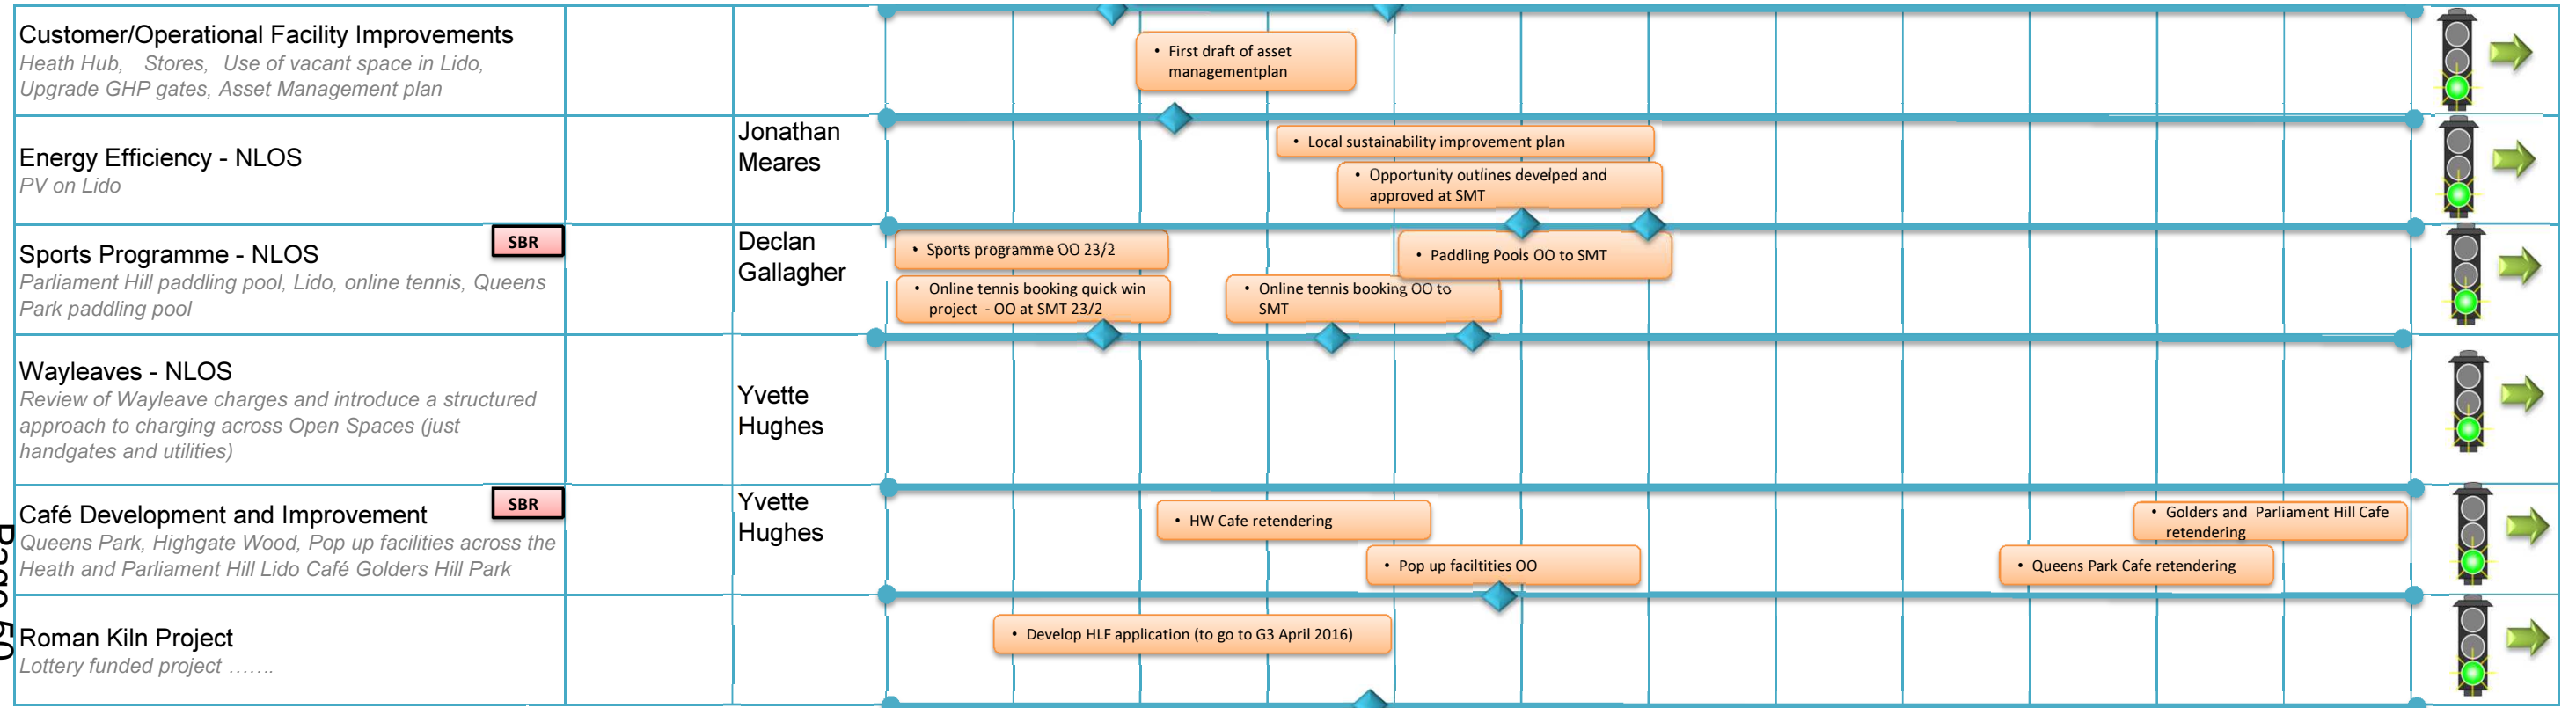 Customer/Operational Facility Improvements
Heath Hub, Stores, Use of vacant space in Lido,
Upgrade GHP gates, Asset Management plan
• First draft of asset
managementplan
Energy Efficiency - NLOS
PV on Lido
Jonathan
Meares
• Local sustainability improvement plan
• Opportunity outlines develped and
approved at SMT
Sports Programme - NLOS
SBR
Parliament Hill paddling pool, Lido, online tennis, Queens
Park paddling pool
Declan
Gallagher
• Sports programme OO 23/2
• Online tennis booking quick win
project - OO at SMT 23/2
• Online tennis booking OO to
SMT
• Paddling Pools OO to SMT
Wayleaves - NLOS
Review of Wayleave charges and introduce a structured
approach to charging across Open Spaces (just
handgates and utilities)
Yvette
Hughes
Café Development and Improvement
SBR
Queens Park, Highgate Wood, Pop up facilities across the
Heath and Parliament Hill Lido Café Golders Hill Park
Yvette
Hughes
• HW Cafe retendering
• Pop up faciltities OO
• Golders and Parliament Hill Cafe
retendering
• Queens Park Cafe retendering
Roman Kiln Project
Lottery funded project …….
• Develop HLF application (to go to G3 April 2016)